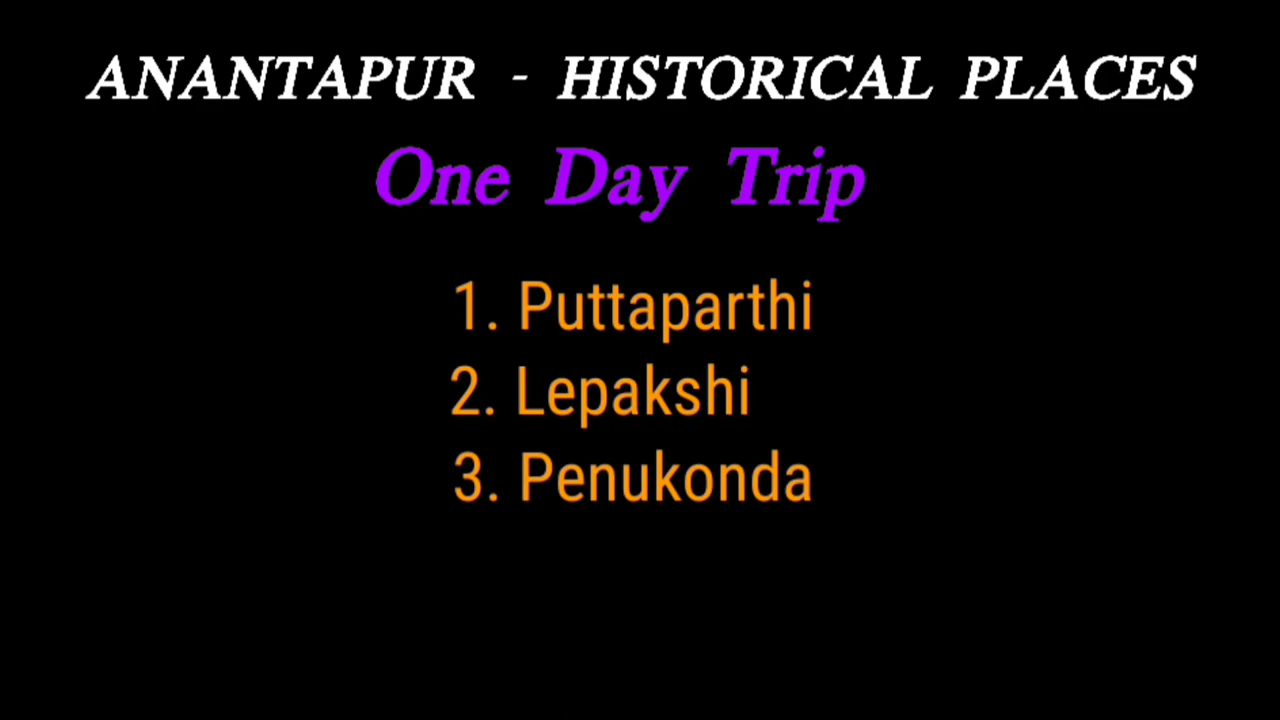 ANANTAPUR - HISTORICAL PLACES
One Day Trip
1. Puttaparthi
2. Lepakshi
3. Penukonda